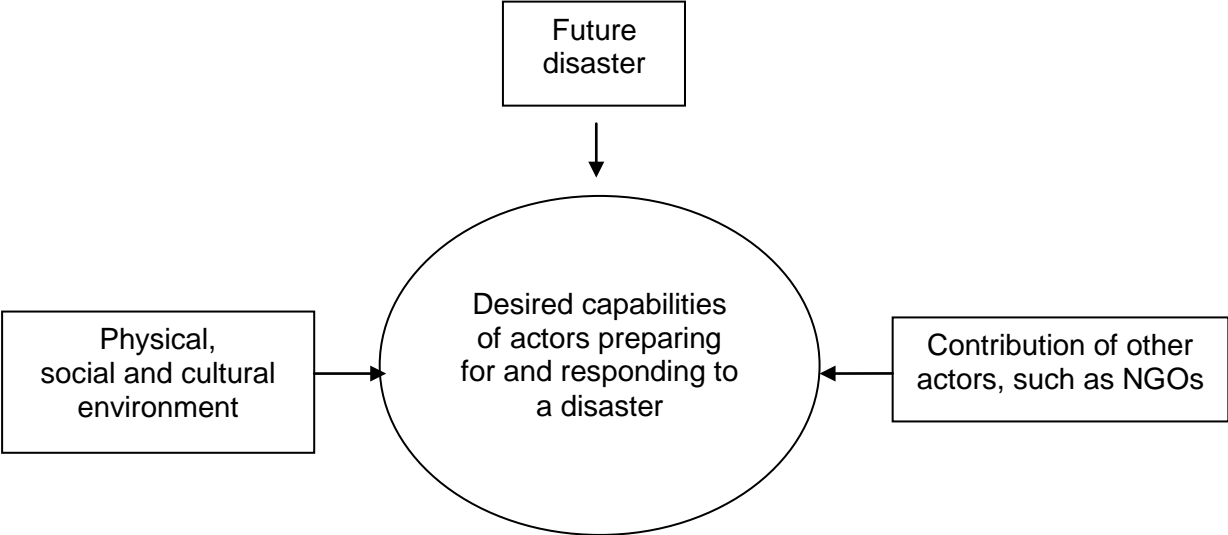 Future
disaster
Desired capabilities
of actors preparing
for and responding to
a disaster
Physical,
social and cultural
environment
Contribution of other
actors, such as NGOs